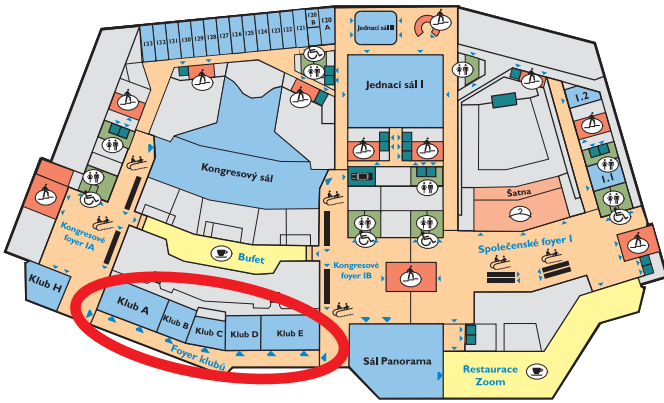 133
132
131
130
129
128
127
126
125
124
123
122
121
120
B
120
A
Jednací sál II
Jednací sál I
1.2
1.1
Kongresový sál
Šatna
2
Kongresové
foyer IA
Bufet
Kongresové
foyer IB
Společenské foyer I
Klub H
Klub A
Klub B
Klub C
Klub D
Klub E
Foyer klubů
Sál Panorama
Restaurace
Zoom